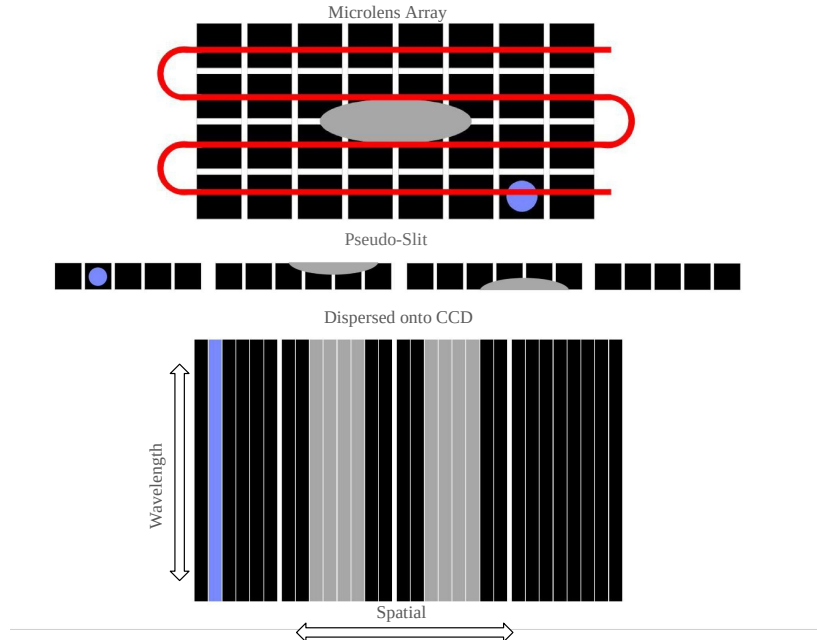 Microlens Array
Pseudo-Slit
Dispersed onto CCD
Wavelength
Spatial